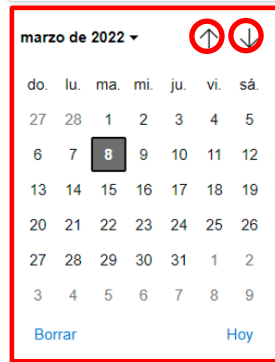 marzo de 2022
do. lu. ma. mi. ju. vi. sá.
27 28 1 2 3 4 5
6 7 8 9 10 11 12
13 14 15 16 17 18 19
20 21 22 23 24 25 26
27 28 29 30 31 1 2
3 4 5 6 7 8 9
Borrar Hoy